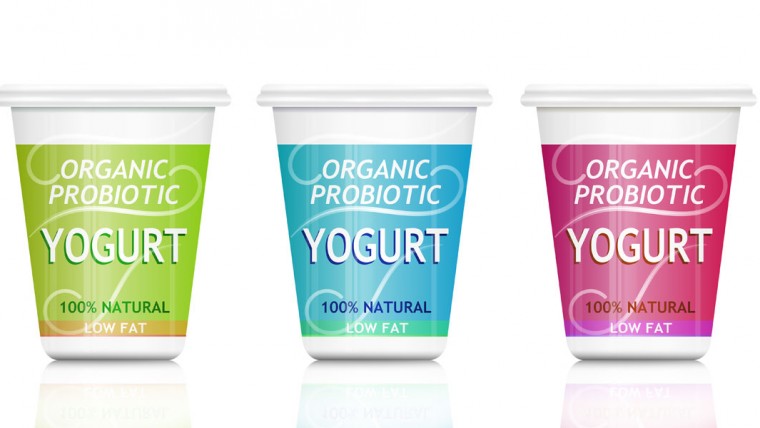 ORGANIC
PROBIOTIC
YOGURT
100% NATURAL
LOW FAT
ORGANIC
PROBIOTIC
YOGURT
100% NATURAL
LOW FAT
ORGANIC
PROBIOTIC
YOGURT
100% NATURAL
LOW FAT